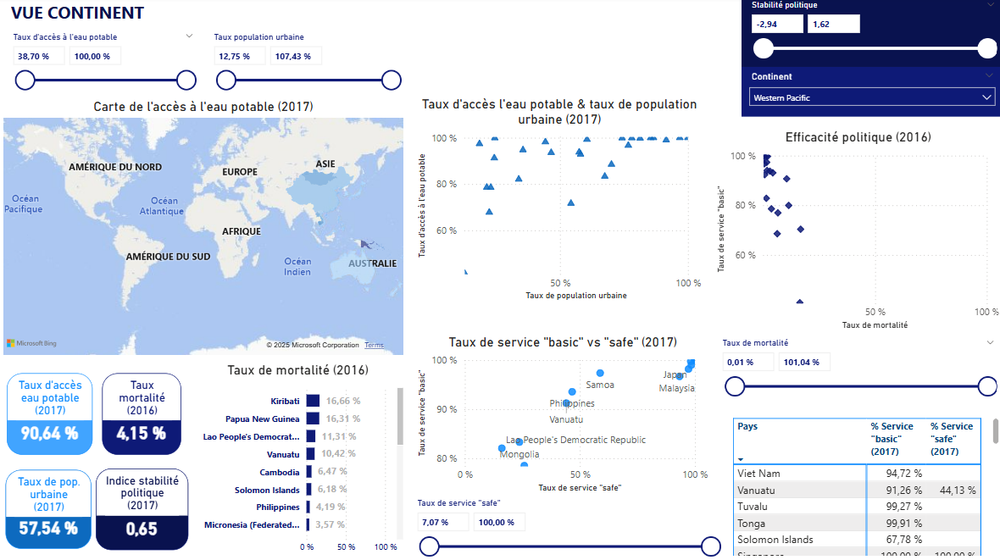 VUE CONTINENT
Taux d'accès à l'eau potable
38,70 %
100,00 %
Taux population urbaine
12,75 %
107,43 %
Stabilité politique
-2,94
1,62
Continent
Western Pacific
Carte de l'accès à l'eau potable (2017)
AMÉRIQUE DU NORD
EUROPE
ASIE
Océan
Pacifique
Océan
Atlantique
AFRIQUE
AMÉRIQUE DU SUD
Océan
Indien
AUSTRALIE
Microsoft Bing
© 2025 Microsoft Corporation
Terms
Taux d'accès l'eau potable & taux de population
urbaine (2017)
Taux d'accès à l'eau potable
100 %
80 %
60 %
50 %
100 %
Taux de population urbaine
Efficacité politique (2016)
Taux de service "basic"
100 %
80 %
60 %
50 %
100 %
Taux de mortalité
Taux d'accès
eau potable
(2017)
90,64 %
Taux
mortalité
(2016)
4,15 %
Taux de pop.
urbaine
(2017)
57,54 %
Indice stabilité
politique
(2017)
0,65
Taux de mortalité (2016)
Kiribati
16,66 %
Papua New Guinea
16,31 %
Lao People's Democrat...
11,31 %
Vanuatu
10,42 %
Cambodia
6,47 %
Solomon Islands
6,18 %
Philippines
4,19 %
Micronesia (Federated...
3,57 %
0 %
50 %
100 %
Taux de service "basic" vs "safe" (2017)
Taux de service "basic"
100 %
90 %
80 %
Japan
Malaysia
Samoa
Philippines
Vanuatu
Lao People's Democratic Republic
Mongolia
0 %
50 %
100 %
Taux de service "safe"
Taux de service "safe"
7,07 %
100,00 %
Taux de mortalité
0,01 %
101,04 %
Pays
% Service
"basic"
(2017)
% Service
"safe"
(2017)
Viet Nam 94,72 %
Vanuatu 91,26 % 44,13 %
Tuvalu 99,27 %
Tonga 99,91 %
Solomon Islands 67,78 %
Singapore 100,00 % 100,00 %